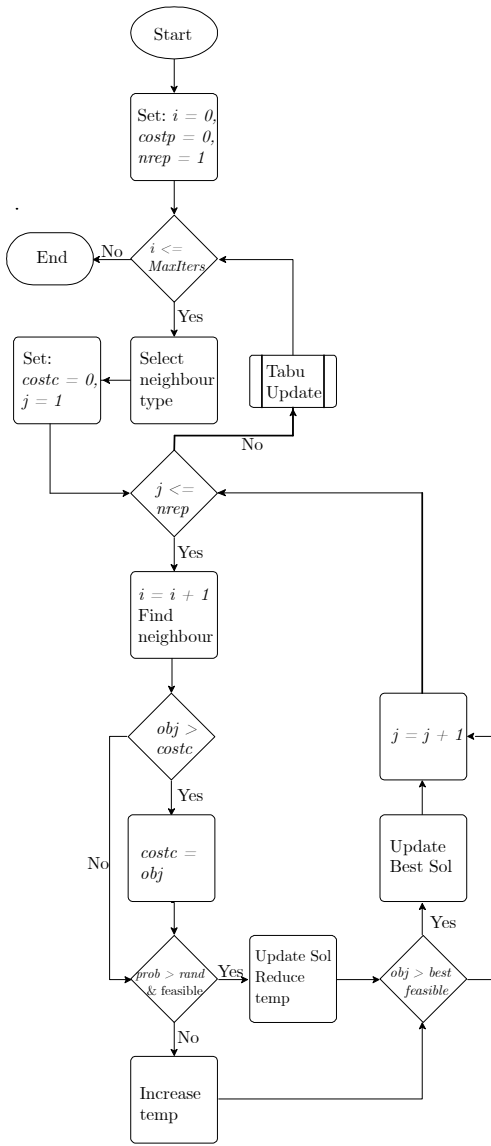 Start
Set: i = 0,
costp = 0,
nrep = 1
i <=
MaxIters
No
End
Yes
Select
neighbour
type
Set:
costc = 0,
j = 1
Tabu
Update
No
j <=
nrep
Yes
i = i + 1
Find
neighbour
obj >
costc
Yes
No
costc =
obj
prob > rand
& feasible
Yes
Update Sol
Reduce
temp
obj > best
feasible
Yes
Update
Best Sol
j = j + 1
No
Increase
temp